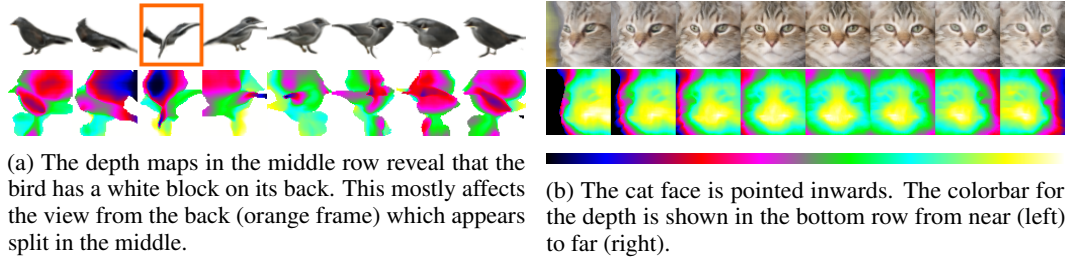 (a) The depth maps in the middle row reveal that the
bird has a white block on its back. This mostly affects
the view from the back (orange frame) which appears
split in the middle.
(b) The cat face is pointed inwards. The colorbar for
the depth is shown in the bottom row from near (left)
to far (right).